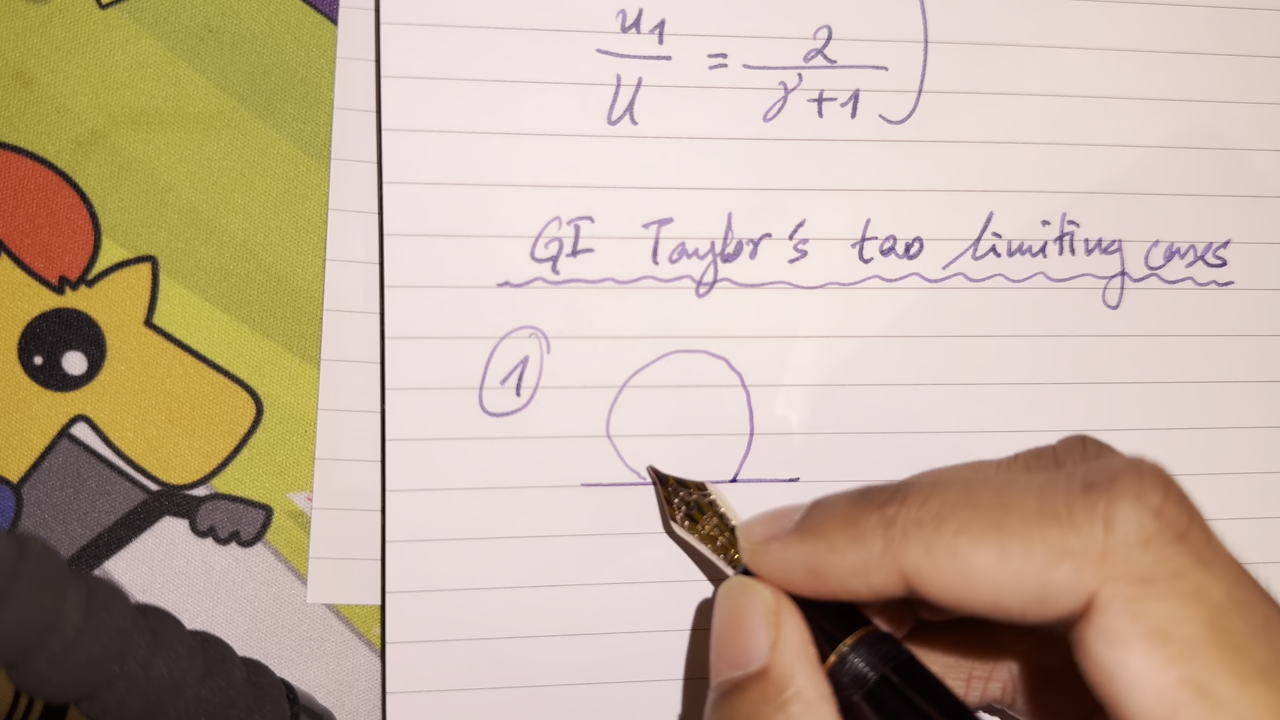 u1/U = 2/(γ+1) )
GI Taylor's two limiting cases
1